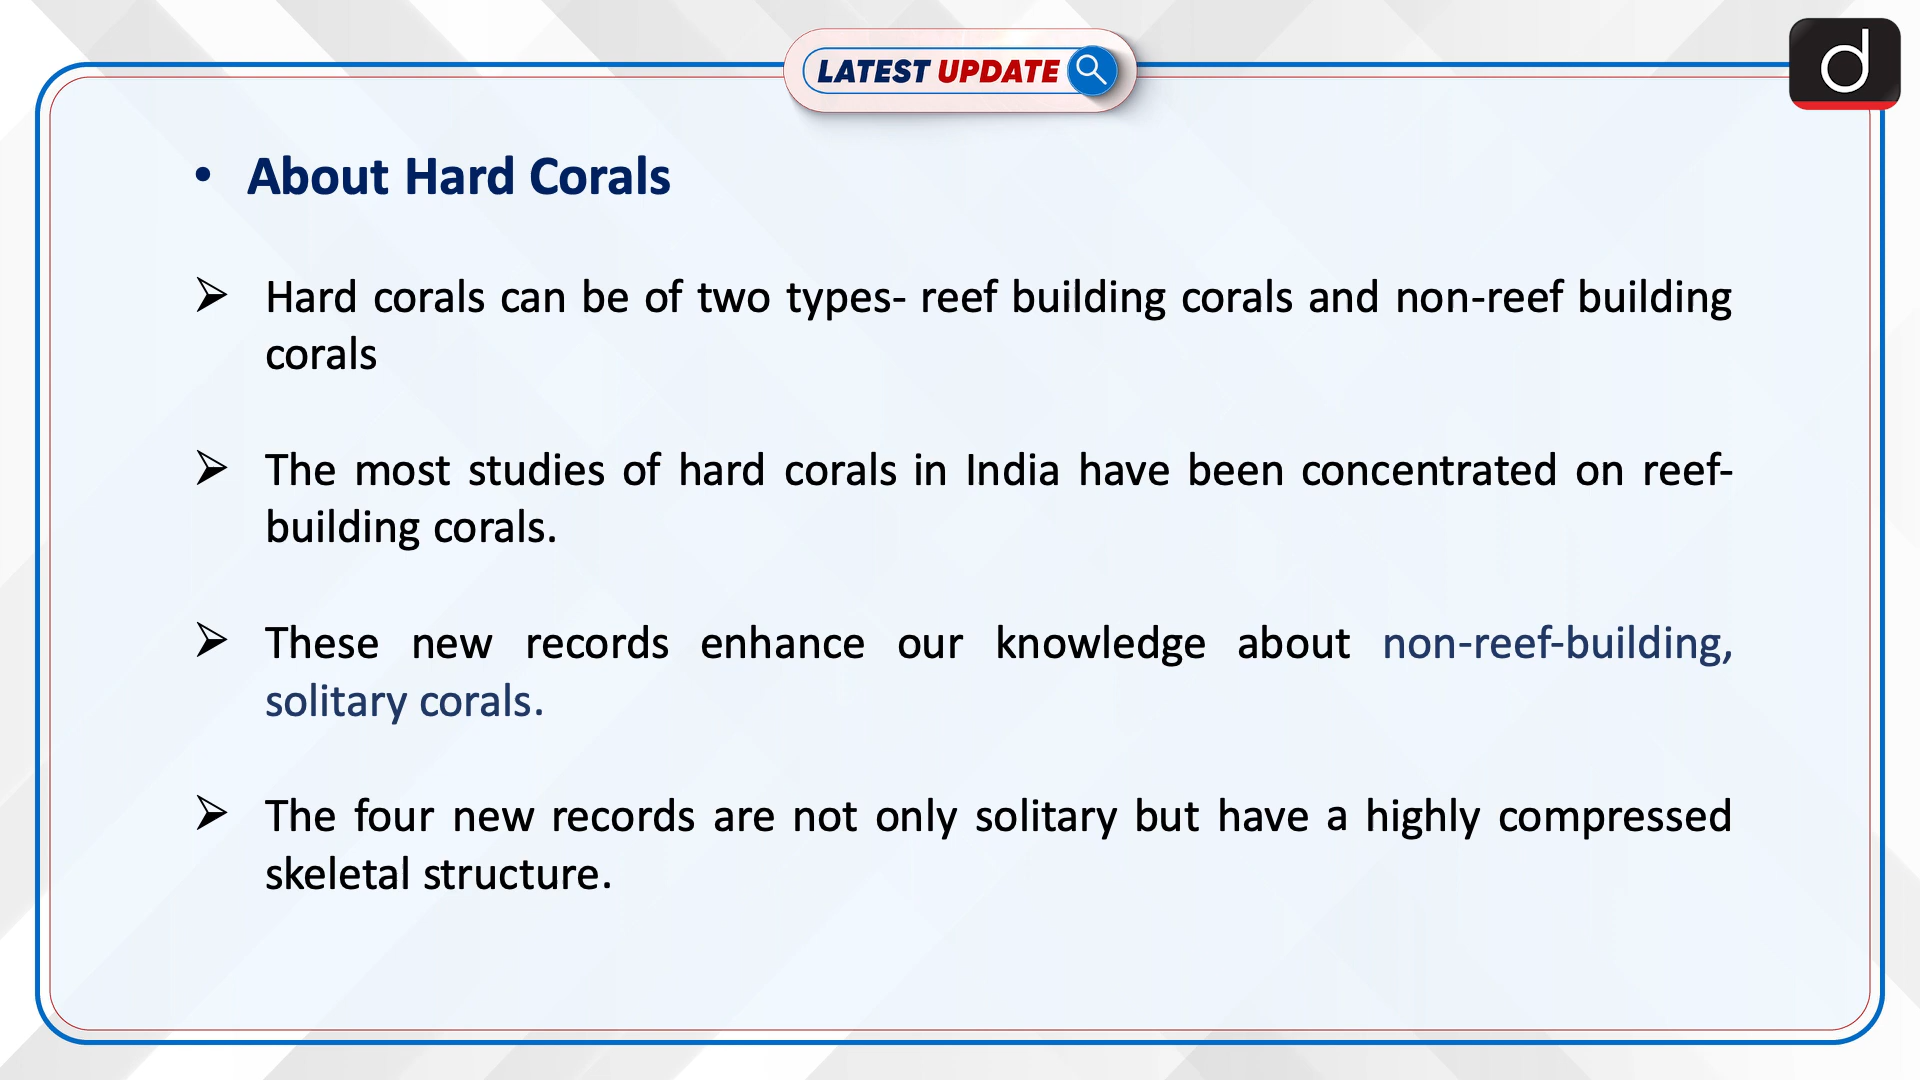 LATEST UPDATE
d
• About Hard Corals
➢ Hard corals can be of two types- reef building corals and non-reef building
corals
➢ The most studies of hard corals in India have been concentrated on reef-
building corals.
➢ These new records enhance our knowledge about non-reef-building,
solitary corals.
➢ The four new records are not only solitary but have a highly compressed
skeletal structure.